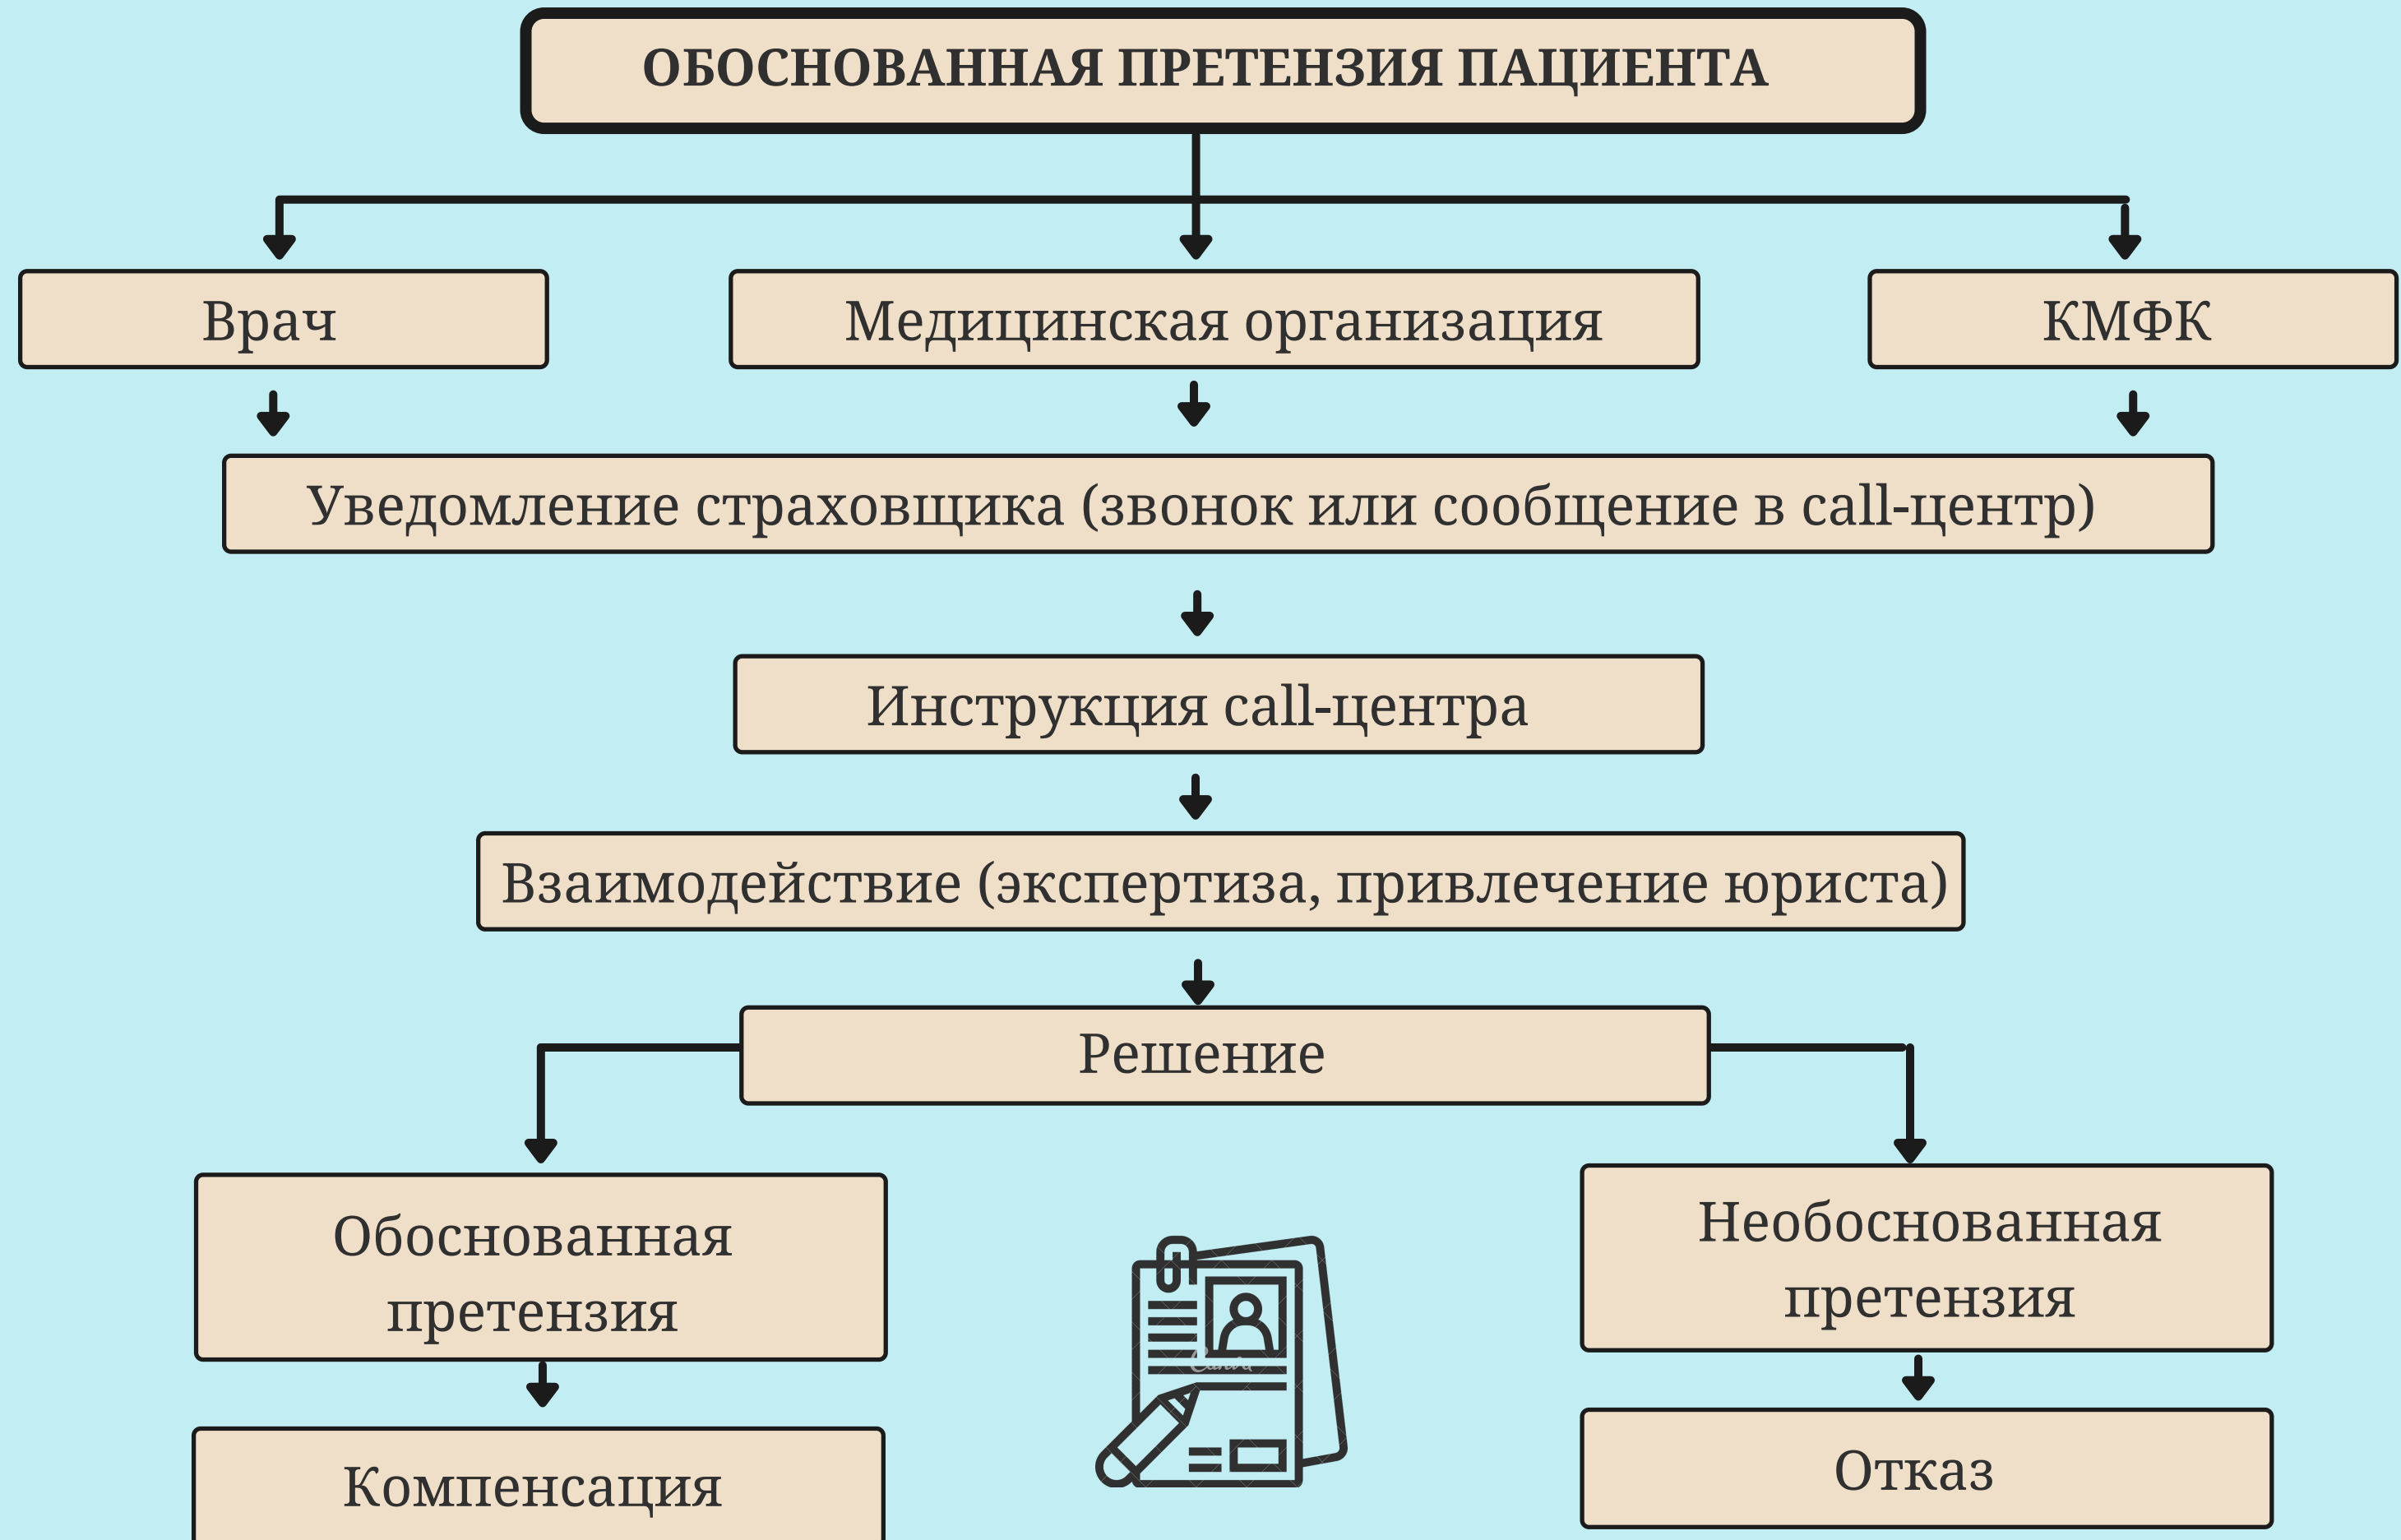 ОБОСНОВАННАЯ ПРЕТЕНЗИЯ ПАЦИЕНТА
Врач
Медицинская организация
КМФК
Уведомление страховщика (звонок или сообщение в call-центр)
Инструкция call-центра
Взаимодействие (экспертиза, привлечение юриста)
Решение
Обоснованная
претензия
Необоснованная
претензия
Canva
Компенсация
Отказ